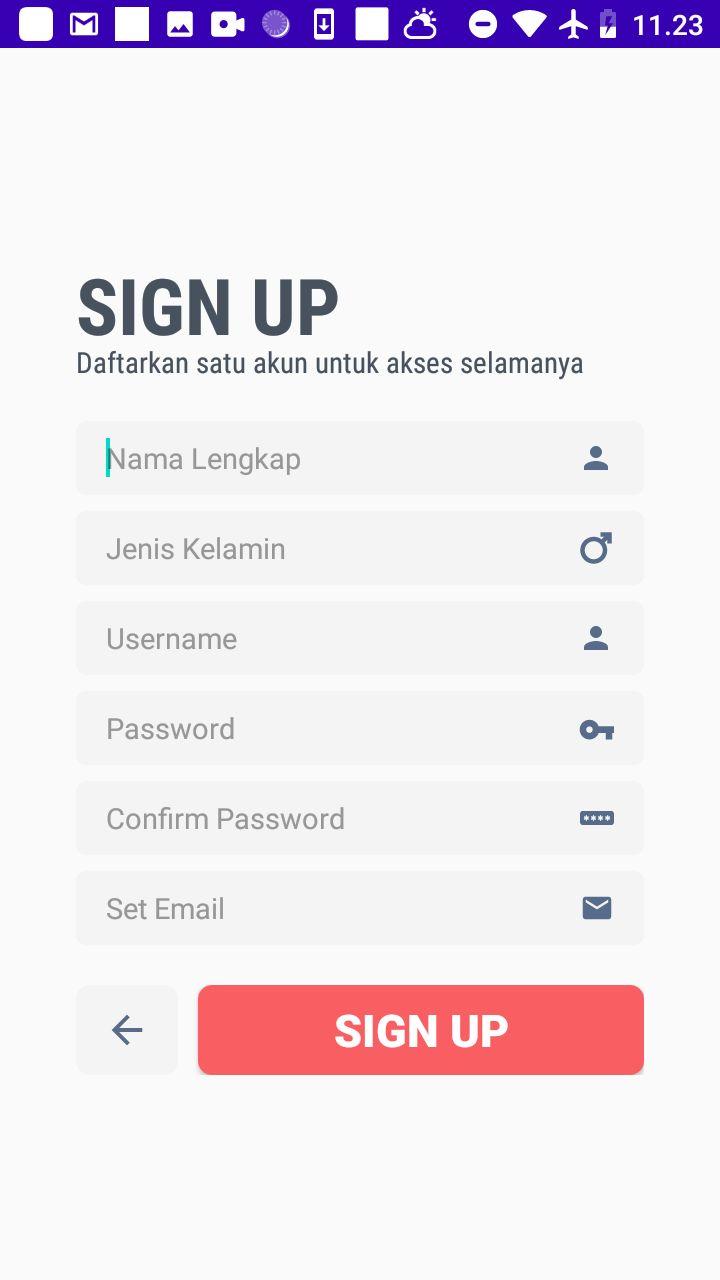 11.23
SIGN UP
Daftarkan satu akun untuk akses selamanya
Nama Lengkap
Jenis Kelamin
Username
Password
Confirm Password
Set Email
SIGN UP